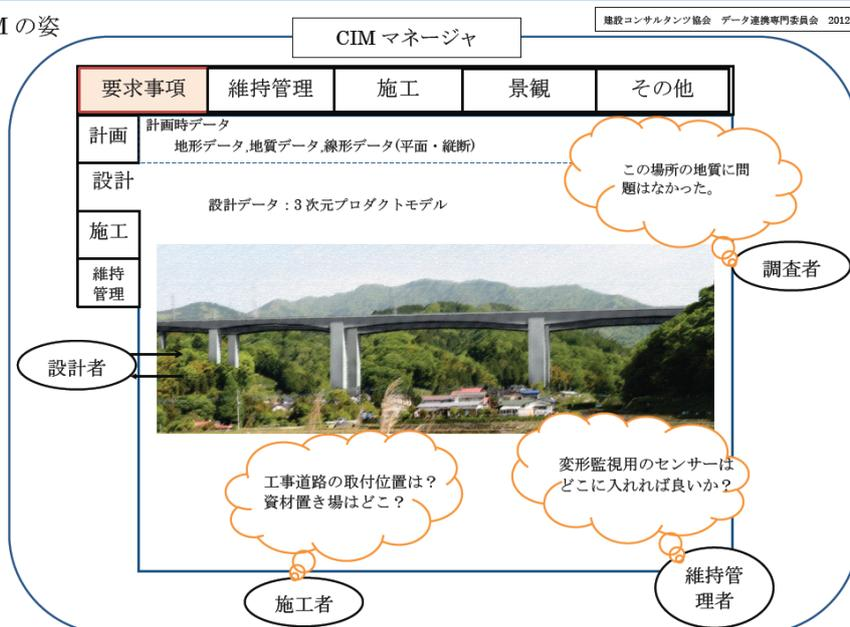 M の姿
建設コンサルタンツ協会 データ連携専門委員会 2012
CIM マネージャ
要求事項 維持管理 施工 景観 その他
計画
計画時データ
地形データ,地質データ,線形データ(平面・縦断)
設計
設計データ：3 次元プロダクトモデル
施工
維持
管理
この場所の地質に問
題はなかった。
調査者
設計者
工事道路の取付位置は？
資材置き場はどこ？
変形監視用のセンサーは
どこに入れれば良いか？
施工者
維持管
理者